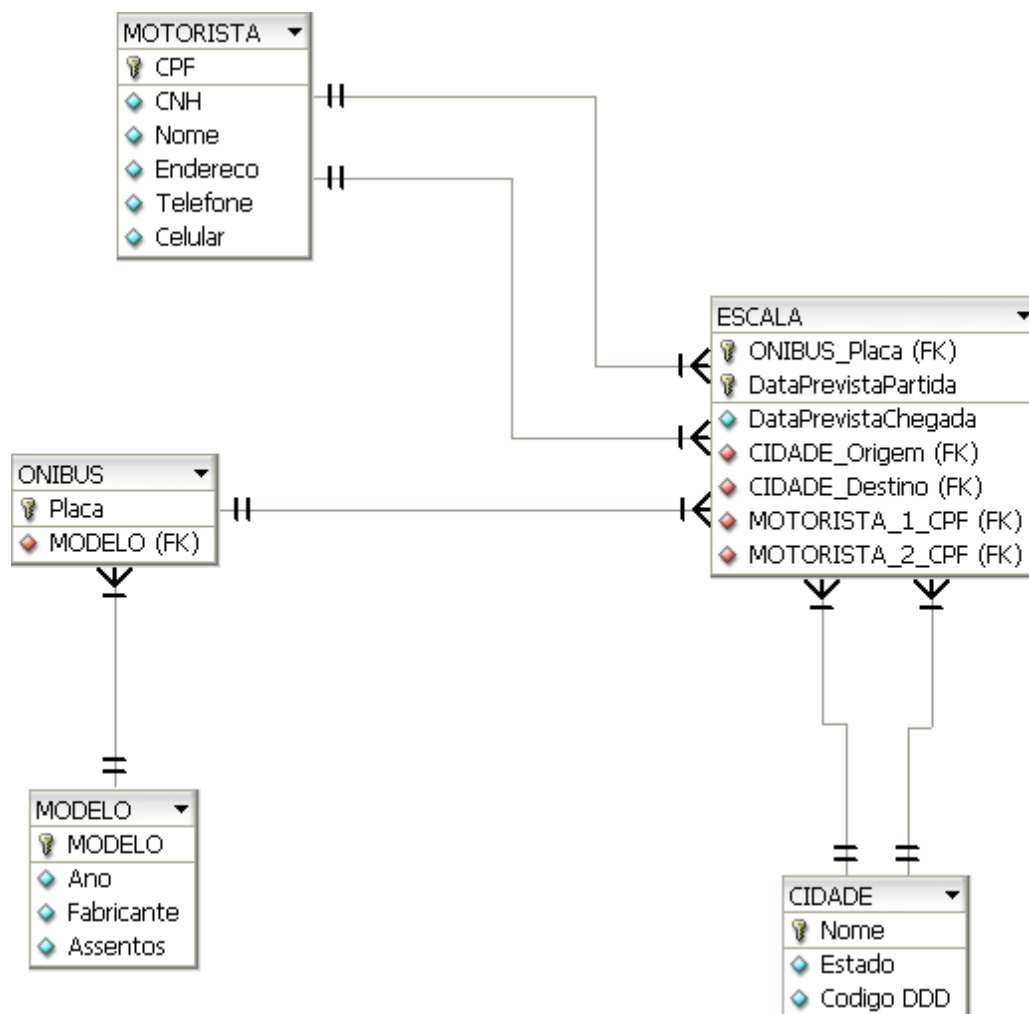 MOTORISTA
CPF
CNH
Nome
Endereco
Telefone
Celular
ESCALA
ONIBUS_Placa (FK)
DataPrevistaPartida
DataPrevistaChegada
CIDADE_Origem (FK)
CIDADE_Destino (FK)
MOTORISTA_1_CPF (FK)
MOTORISTA_2_CPF (FK)
ONIBUS
Placa
MODELO (FK)
MODELO
MODELO
Ano
Fabricante
Assentos
CIDADE
Nome
Estado
Codigo DDD